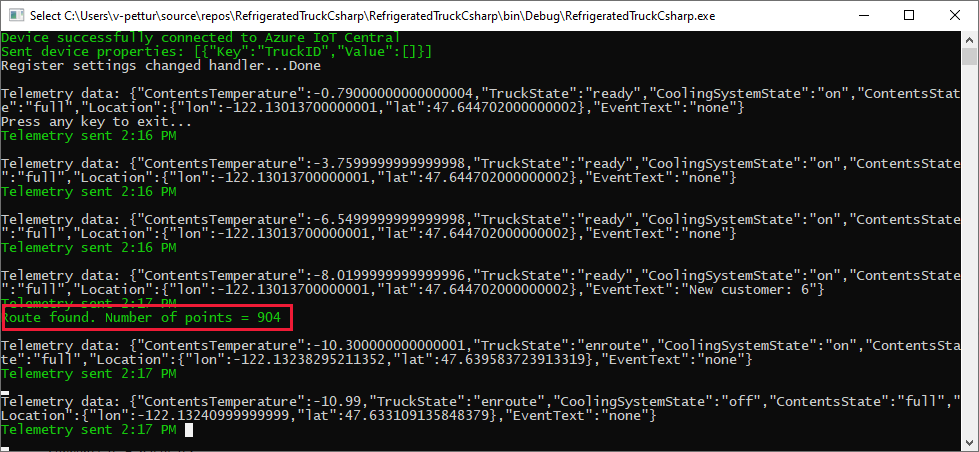 Select C:\Users\v-pettur\source\repos\RefrigeratedTruckCsharp\RefrigeratedTruckCsharp\bin\Debug\RefrigeratedTruckCsharp.exe
Device successfully connected to Azure IoT Central
Sent device properties: [{"Key":"TruckID","Value":[]}]
Register settings changed handler...Done
Telemetry data: {"ContentsTemperature":-0.79000000000000004,"TruckState":"ready","CoolingSystemState":"on","ContentsStat
e":"full","Location":{"lon":-122.13013700000001,"lat":47.644702000000002},"EventText":"none"}
Press any key to exit...
Telemetry sent 2:16 PM
Telemetry data: {"ContentsTemperature":-3.7599999999999998,"TruckState":"ready","CoolingSystemState":"on","ContentsState
":"full","Location":{"lon":-122.13013700000001,"lat":47.644702000000002},"EventText":"none"}
Telemetry sent 2:16 PM
Telemetry data: {"ContentsTemperature":-6.5499999999999998,"TruckState":"ready","CoolingSystemState":"on","ContentsState
":"full","Location":{"lon":-122.13013700000001,"lat":47.644702000000002},"EventText":"none"}
Telemetry sent 2:16 PM
Telemetry data: {"ContentsTemperature":-8.0199999999999996,"TruckState":"ready","CoolingSystemState":"on","ContentsState
":"full","Location":{"lon":-122.13013700000001,"lat":47.644702000000002},"EventText":"New customer: 6"}
Telemetry sent 2:17 PM
Route found. Number of points = 904
Telemetry data: {"ContentsTemperature":-10.300000000000001,"TruckState":"enroute","CoolingSystemState":"on","ContentsSta
te":"full","Location":{"lon":-122.13238295211352,"lat":47.639583723913319},"EventText":"none"}
Telemetry sent 2:17 PM
Telemetry data: {"ContentsTemperature":-10.99,"TruckState":"enroute","CoolingSystemState":"off","ContentsState":"full","
Location":{"lon":-122.13240999999999,"lat":47.633109135848379},"EventText":"none"}
Telemetry sent 2:17 PM